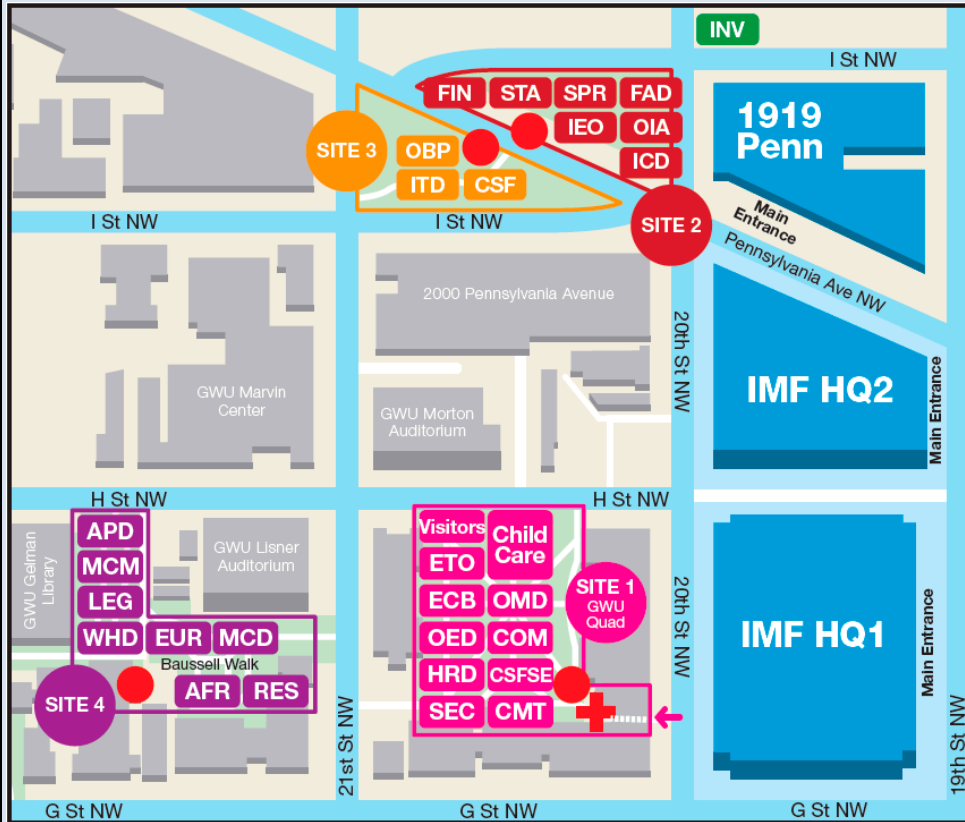 INV
I St NW
FIN STA SPR FAD
IEO OIA
ICD
SITE 3
OBP
ITD CSF
SITE 2
1919
Penn
Main
Entrance
Pennsylvania Ave NW
I St NW
I St NW
2000 Pennsylvania Avenue
20th St NW
IMF HQ2
Main Entrance
GWU Marvin
Center
GWU Morton
Auditorium
H St NW
H St NW
GWU Gelman
Library
APD
MCM
LEG
WHD EUR MCD
Baussell Walk
AFR RES
SITE 4
GWU Lisner
Auditorium
21st St NW
Visitors
Child
Care
ETO
ECB OMD
OED COM
HRD CSFSE
SEC CMT
SITE 1
GWU
Quad
20th St NW
IMF HQ1
Main Entrance
19th St NW
G St NW
G St NW
G St NW